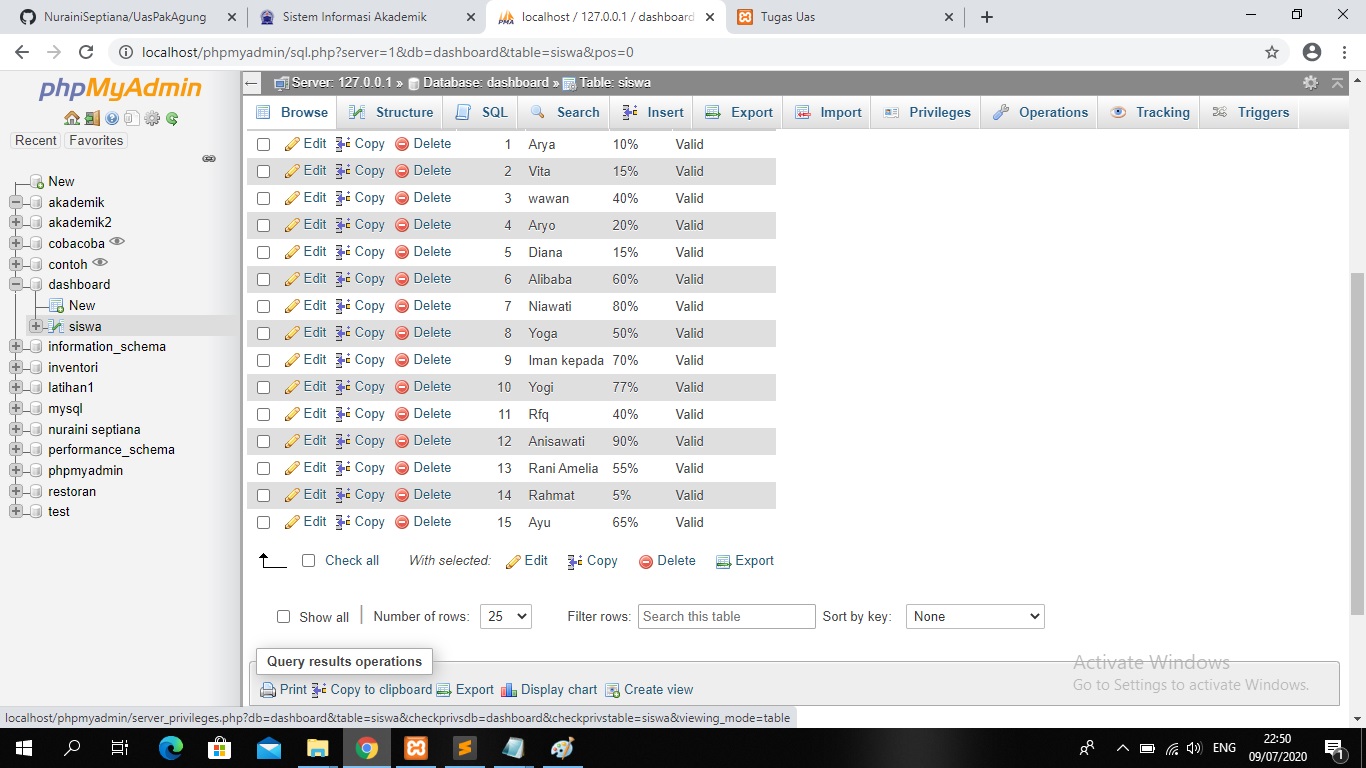 NurainiSeptiana/UasPakAgung Sistem Informasi Akademik localhost / 127.0.0.1 / dashboard Tugas Uas
localhost/phpmyadmin/sql.php?server=1&db=dashboard&table=siswa&pos=0
phpMyAdmin
Recent Favorites
New
akademik
akademik2
cobacoba
contoh
dashboard
New
siswa
information_schema
inventori
latihan1
mysql
nuraini septiana
performance_schema
phpmyadmin
restoran
test
Server: 127.0.0.1 » Database: dashboard » Table: siswa
Browse Structure SQL Search Insert Export Import Privileges Operations Tracking Triggers
Edit Copy Delete 1 Arya 10% Valid
Edit Copy Delete 2 Vita 15% Valid
Edit Copy Delete 3 wawan 40% Valid
Edit Copy Delete 4 Aryo 20% Valid
Edit Copy Delete 5 Diana 15% Valid
Edit Copy Delete 6 Alibaba 60% Valid
Edit Copy Delete 7 Niawati 80% Valid
Edit Copy Delete 8 Yoga 50% Valid
Edit Copy Delete 9 Iman kepada 70% Valid
Edit Copy Delete 10 Yogi 77% Valid
Edit Copy Delete 11 Rfq 40% Valid
Edit Copy Delete 12 Anisawati 90% Valid
Edit Copy Delete 13 Rani Amelia 55% Valid
Edit Copy Delete 14 Rahmat 5% Valid
Edit Copy Delete 15 Ayu 65% Valid
Check all With selected: Edit Copy Delete Export
Show all Number of rows: 25 Filter rows: Search this table Sort by key: None
Query results operations
Print Copy to clipboard Export Display chart Create view
Activate Windows
Go to Settings to activate Windows.
localhost/phpmyadmin/server_privileges.php?db=dashboard&table=siswa&checkprivsdb=dashboard&checkprivstable=siswa&viewing_mode=table
ENG 22:50
09/07/2020 1